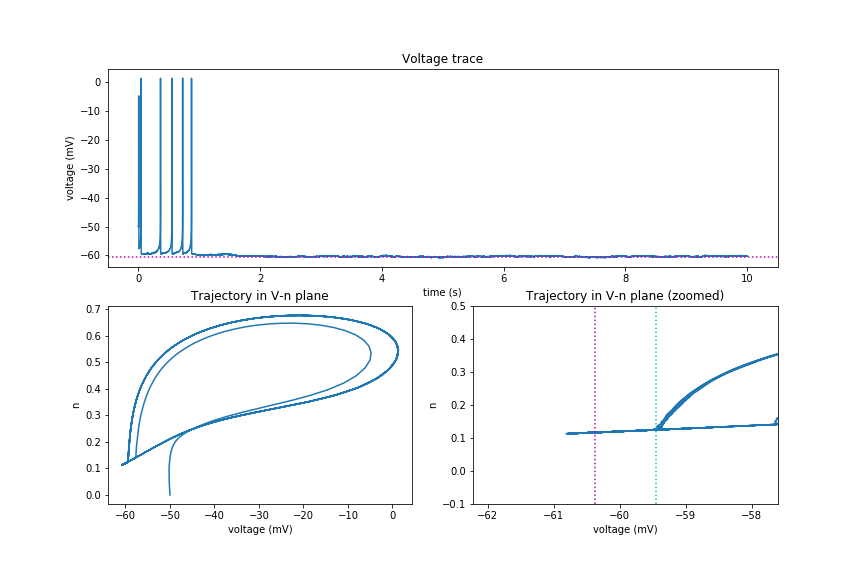 Voltage trace
voltage (mV)
0
−10
−20
−30
−40
−50
−60
0 2 4 6 8 10
time (s)
Trajectory in V-n plane
n
0.7
0.6
0.5
0.4
0.3
0.2
0.1
0.0
−60 −50 −40 −30 −20 −10 0
voltage (mV)
Trajectory in V-n plane (zoomed)
n
0.5
0.4
0.3
0.2
0.1
0.0
−0.1
−62 −61 −60 −59 −58
voltage (mV)